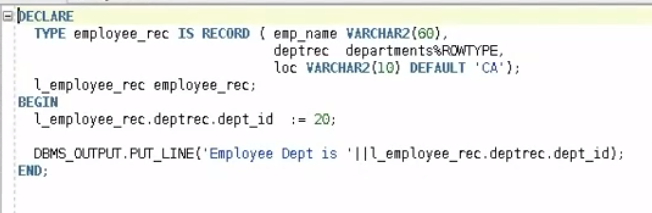 DECLARE
TYPE employee_rec IS RECORD ( emp_name VARCHAR2(60),
deptrec departments%ROWTYPE,
loc VARCHAR2(10) DEFAULT 'CA');
l_employee_rec employee_rec;
BEGIN
l_employee_rec.deptrec.dept_id := 20;
DBMS_OUTPUT.PUT_LINE('Employee Dept is '||l_employee_rec.deptrec.dept_id);
END;